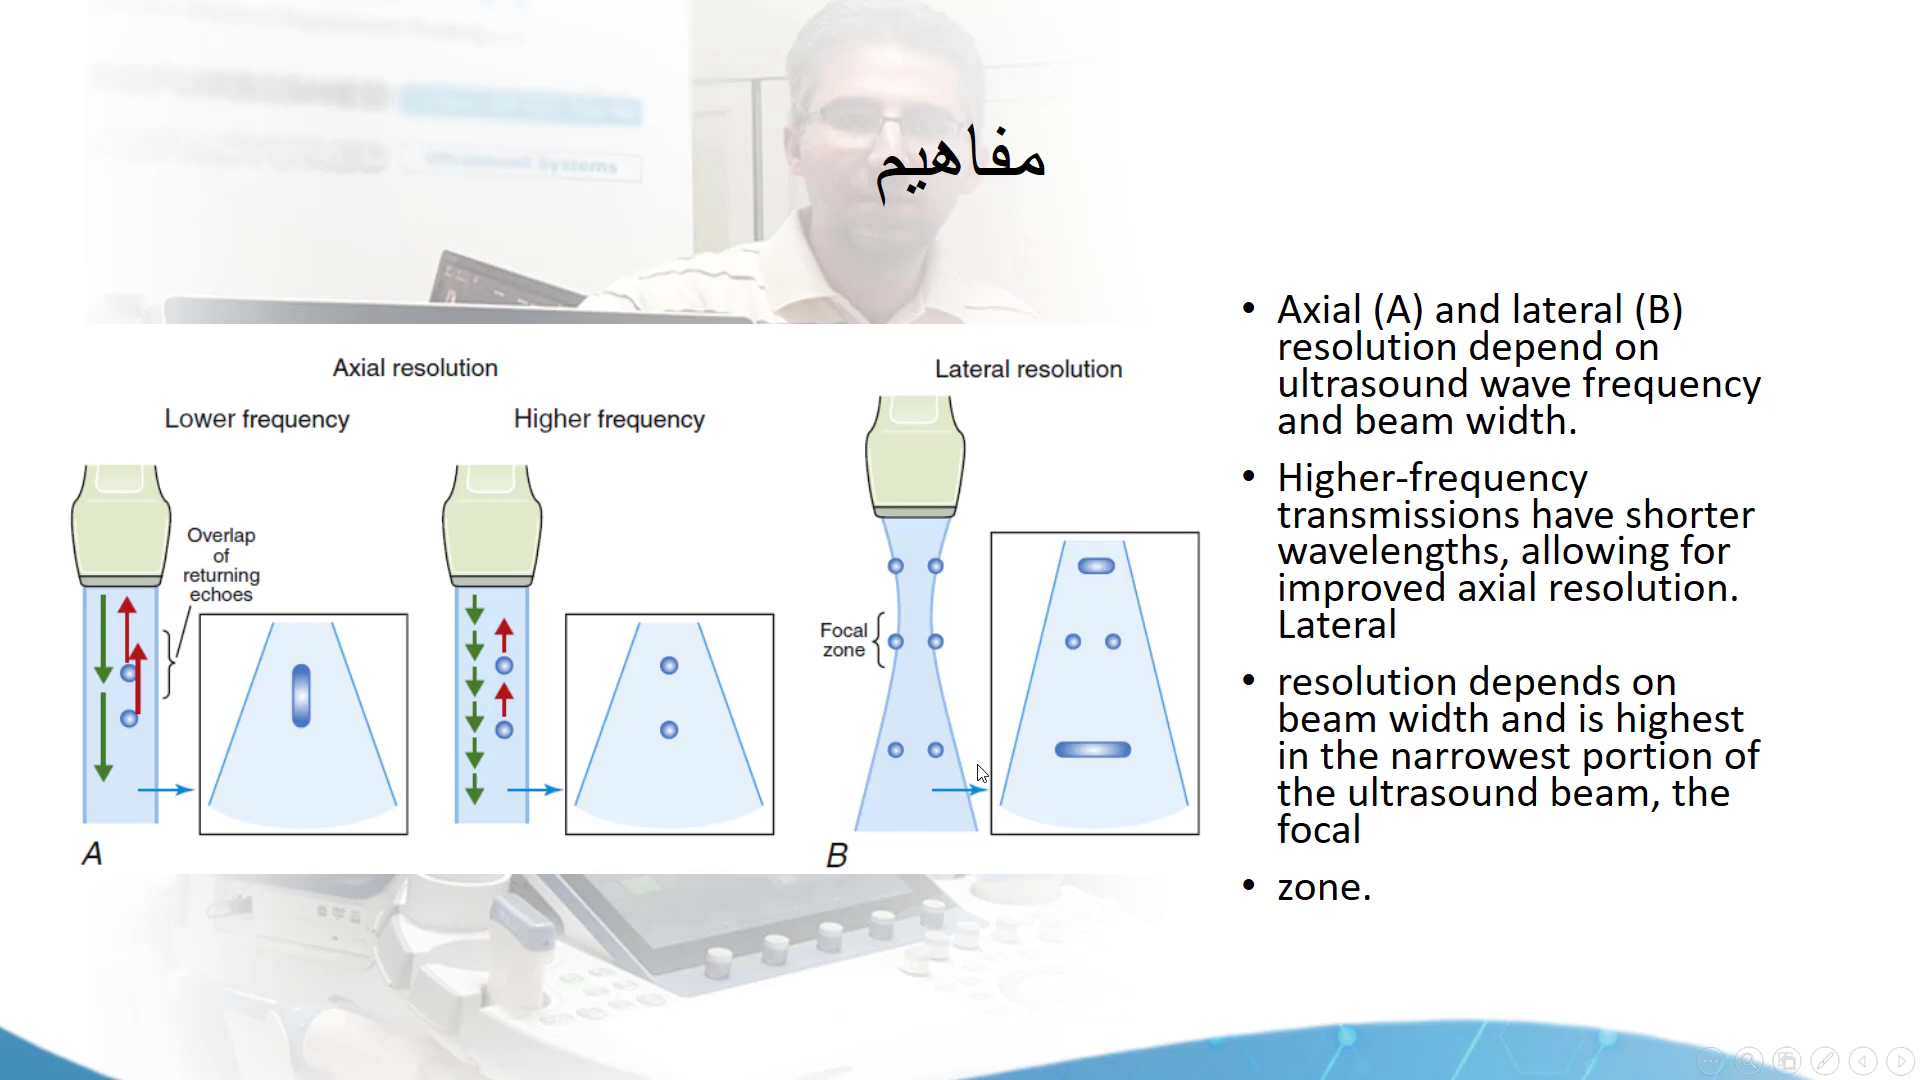 مفاهیم
Axial resolution
Lower frequency
Higher frequency
Overlap
of
returning
echoes
A
Lateral resolution
Focal
zone
B
• Axial (A) and lateral (B)
resolution depend on
ultrasound wave frequency
and beam width.
• Higher-frequency
transmissions have shorter
wavelengths, allowing for
improved axial resolution.
Lateral
• resolution depends on
beam width and is highest
in the narrowest portion of
the ultrasound beam, the
focal
• zone.